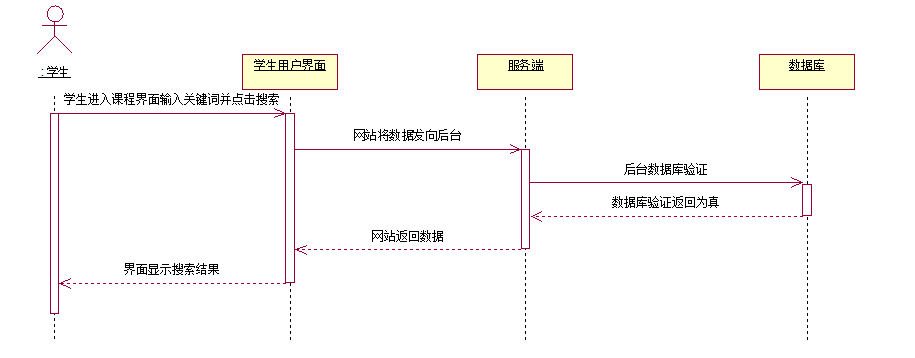 : 学生
学生用户界面
服务端
数据库
学生进入课程界面输入关键词并点击搜索
网站将数据发向后台
后台数据库验证
数据库验证返回为真
网站返回数据
界面显示搜索结果